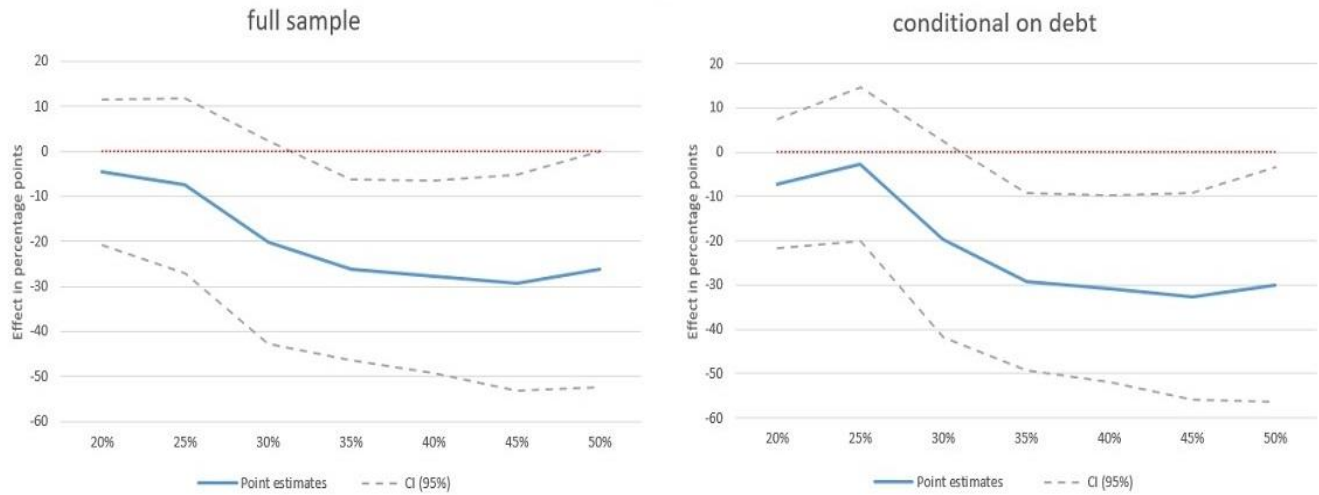 full sample
Effect in percentage points
20
10
0
-10
-20
-30
-40
-50
-60
20% 25% 30% 35% 40% 45% 50%
Point estimates CI (95%)
conditional on debt
Effect in percentage points
20
10
0
-10
-20
-30
-40
-50
-60
20% 25% 30% 35% 40% 45% 50%
Point estimates CI (95%)